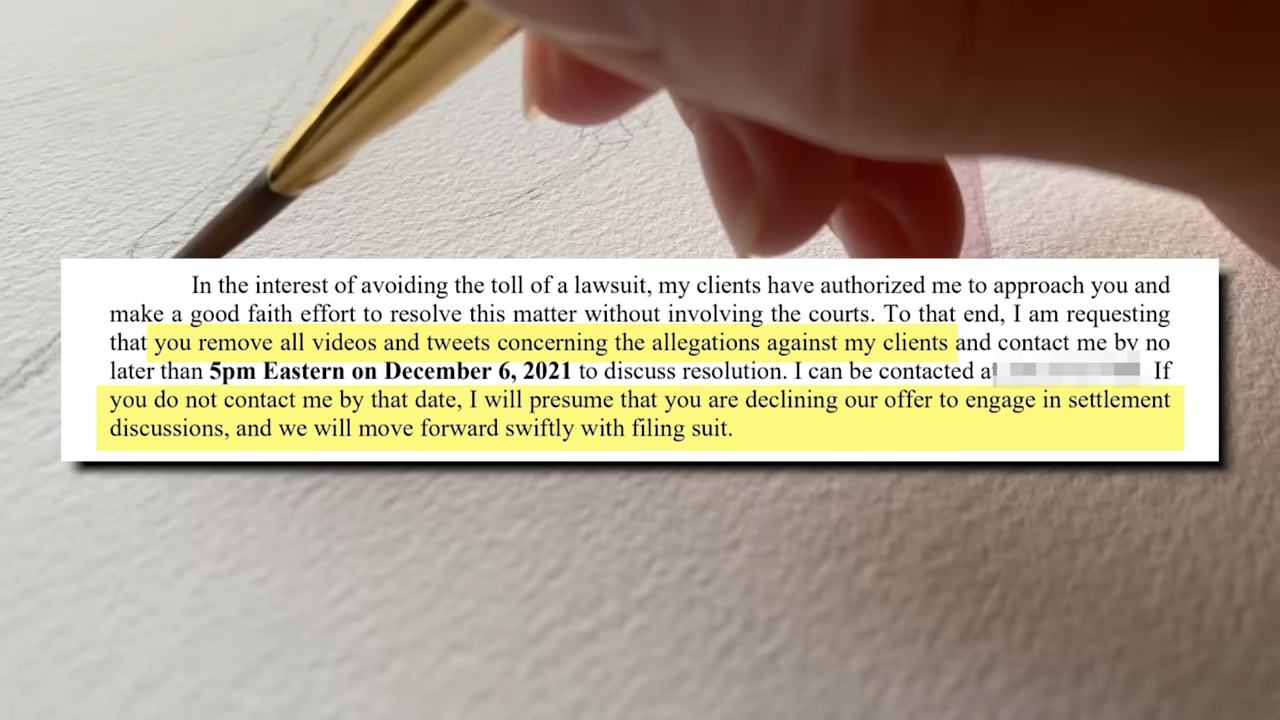 In the interest of avoiding the toll of a lawsuit, my clients have authorized me to approach you and
make a good faith effort to resolve this matter without involving the courts. To that end, I am requesting
that you remove all videos and tweets concerning the allegations against my clients and contact me by no
later than 5pm Eastern on December 6, 2021 to discuss resolution. I can be contacted at If
you do not contact me by that date, I will presume that you are declining our offer to engage in settlement
discussions, and we will move forward swiftly with filing suit.